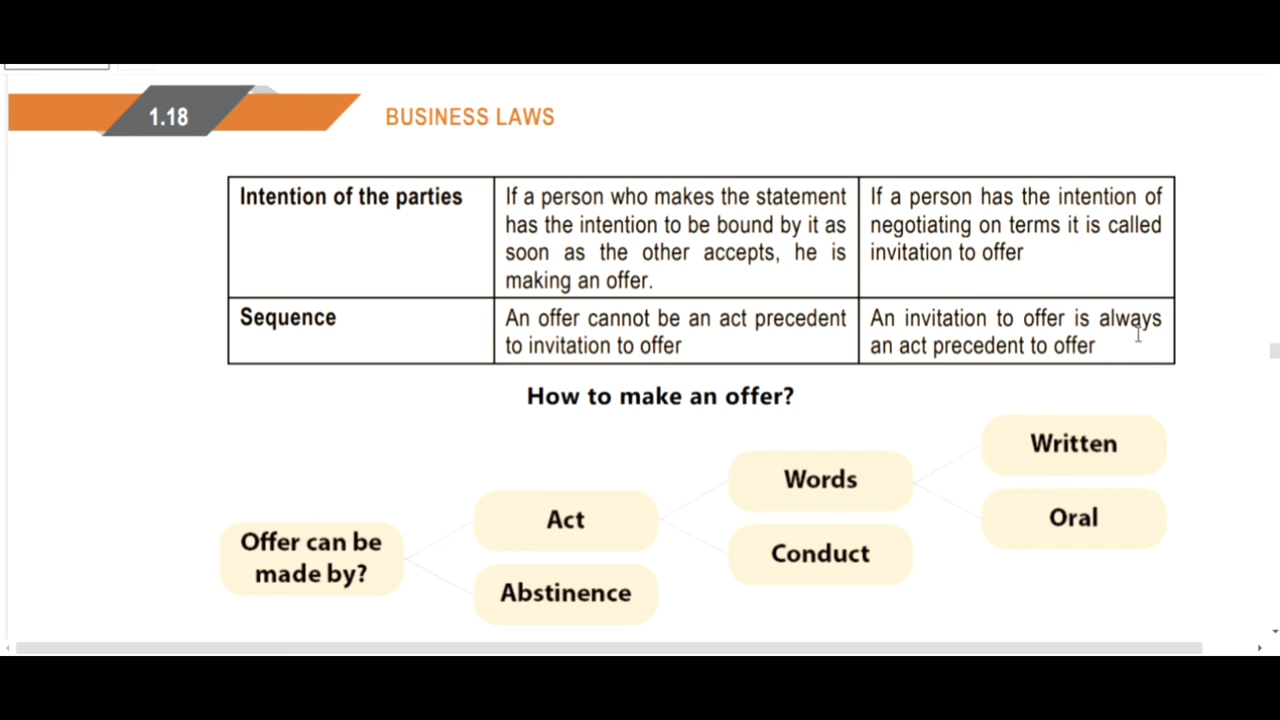 1.18
BUSINESS LAWS
Intention of the parties
If a person who makes the statement
has the intention to be bound by it as
soon as the other accepts, he is
making an offer.
If a person has the intention of
negotiating on terms it is called
invitation to offer
Sequence
An offer cannot be an act precedent
to invitation to offer
An invitation to offer is always
an act precedent to offer
How to make an offer?
Offer can be
made by?
Act
Abstinence
Words
Conduct
Written
Oral